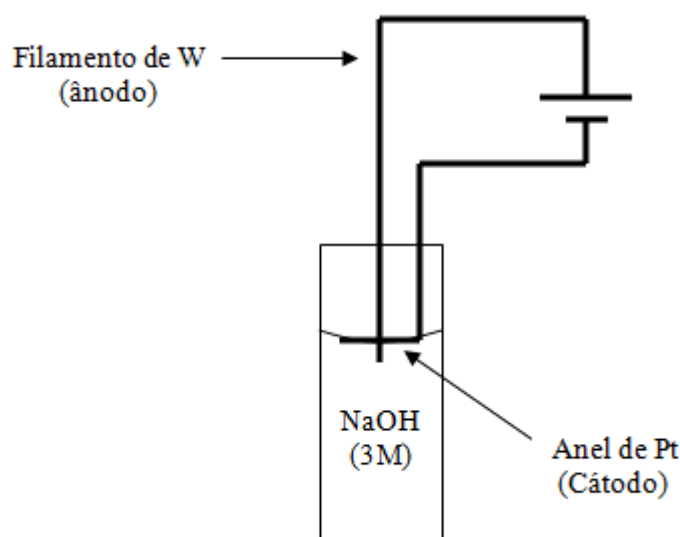 Filamento de W
(ânodo)
NaOH
(3M)
Anel de Pt
(Cátodo)